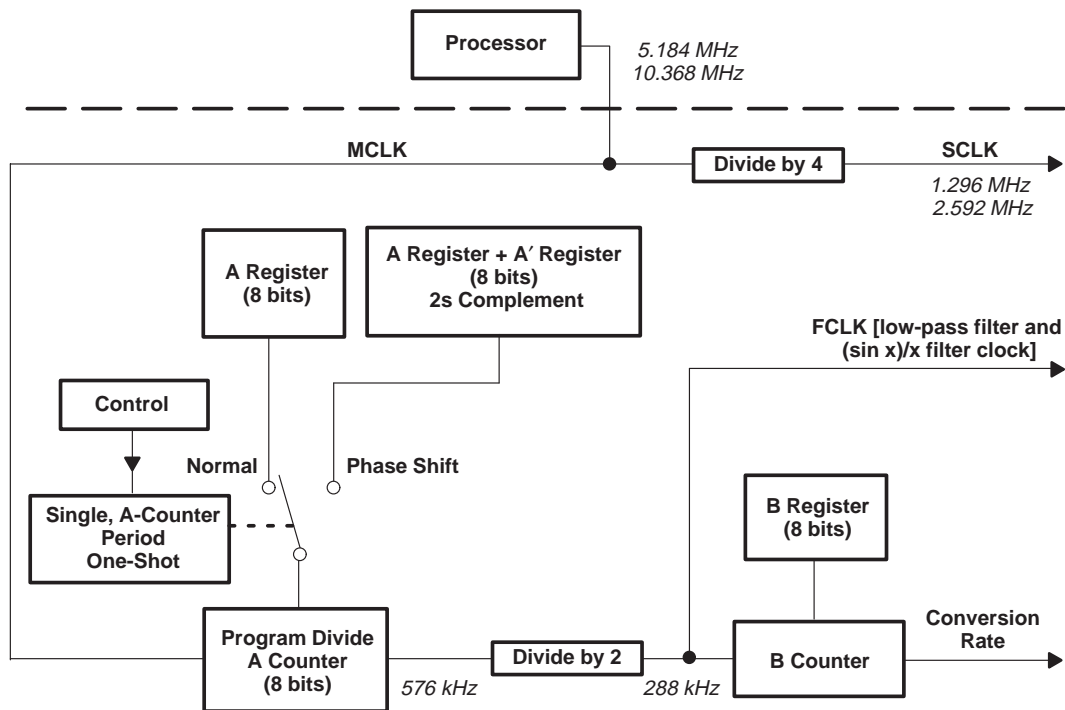 Processor
5.184 MHz
10.368 MHz
MCLK
Divide by 4
SCLK
1.296 MHz
2.592 MHz
A Register
(8 bits)
A Register + A′ Register
(8 bits)
2s Complement
FCLK [low-pass filter and
(sin x)/x filter clock]
Control
Normal
Phase Shift
Single, A-Counter
Period
One-Shot
B Register
(8 bits)
Program Divide
A Counter
(8 bits)
576 kHz
Divide by 2
288 kHz
B Counter
Conversion
Rate